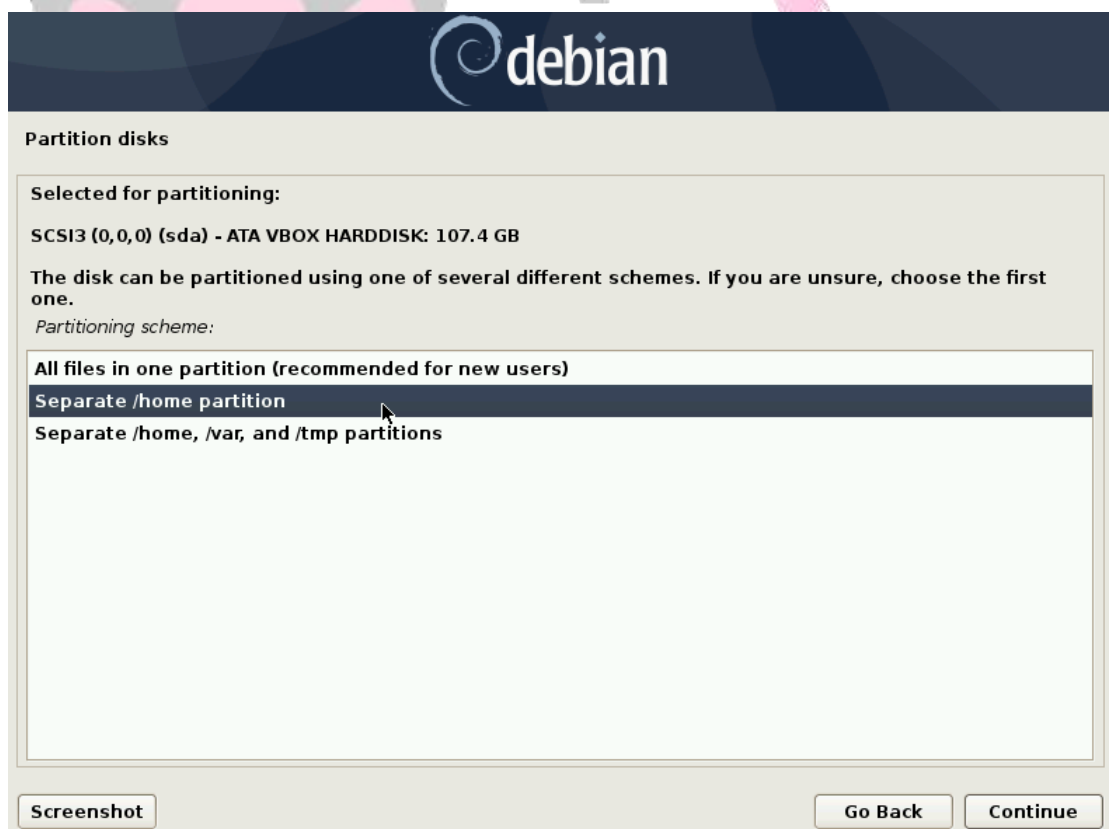 debian
Partition disks
Selected for partitioning:
SCSI3 (0,0,0) (sda) - ATA VBOX HARDDISK: 107.4 GB
The disk can be partitioned using one of several different schemes. If you are unsure, choose the first
one.
Partitioning scheme:
All files in one partition (recommended for new users)
Separate /home partition
Separate /home, /var, and /tmp partitions
Screenshot
Go Back
Continue